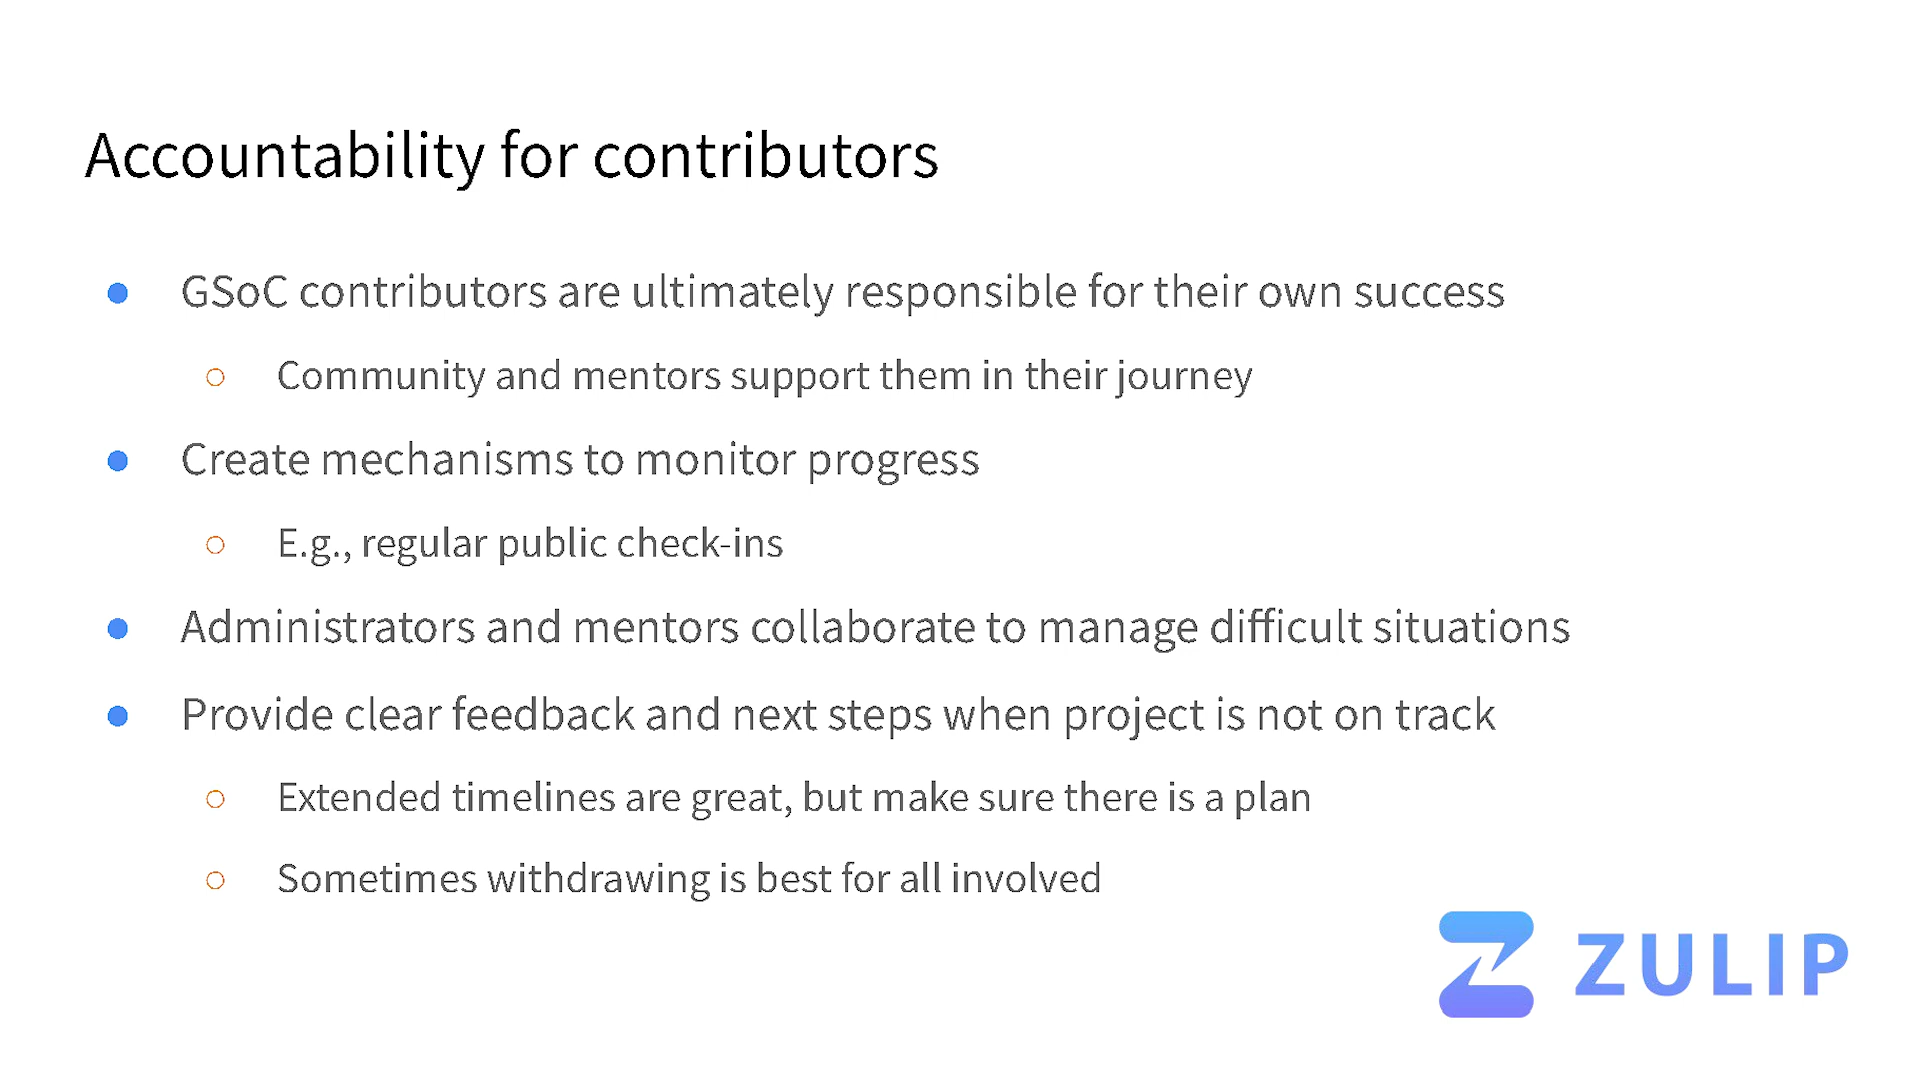 Accountability for contributors
● GSoC contributors are ultimately responsible for their own success
○ Community and mentors support them in their journey
● Create mechanisms to monitor progress
○ E.g., regular public check-ins
● Administrators and mentors collaborate to manage difficult situations
● Provide clear feedback and next steps when project is not on track
○ Extended timelines are great, but make sure there is a plan
○ Sometimes withdrawing is best for all involved
ZULIP